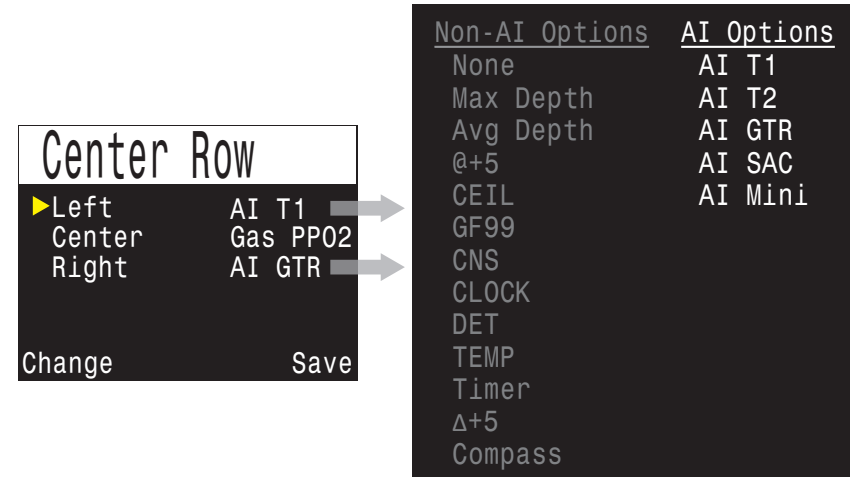 Center Row
Left AI T1
Center Gas PPO2
Right AI GTR
Change Save
Non-AI Options AI Options
None AI T1
Max Depth AI T2
Avg Depth AI GTR
@+5 AI SAC
CEIL AI Mini
GF99
CNS
CLOCK
DET
TEMP
Timer
Δ+5
Compass